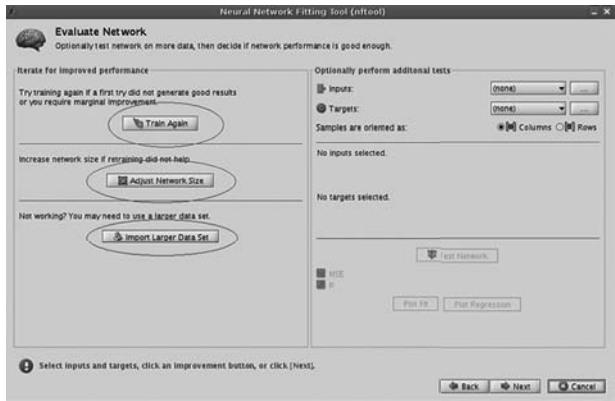 Neural Network Fitting Tool (nftool)
Evaluate Network
Optionally test network on more data, then decide if network performance is good enough.
Iterate for improved performance
Try training again if a first try did not generate good results
or you require marginal improvement.
Train Again
Increase network size if retraining did not help.
Adjust Network Size
Not working? You may need to use a larger data set.
Import Larger Data Set
Optionally perform additonal tests
Inputs: (none) ...
Targets: (none) ...
Samples are oriented as: Columns Rows
No inputs selected.
No targets selected.
Test Network
MSE
R
Plot Fit Plot Regression
Select inputs and targets, click an improvement button, or click [Next].
Back Next Cancel